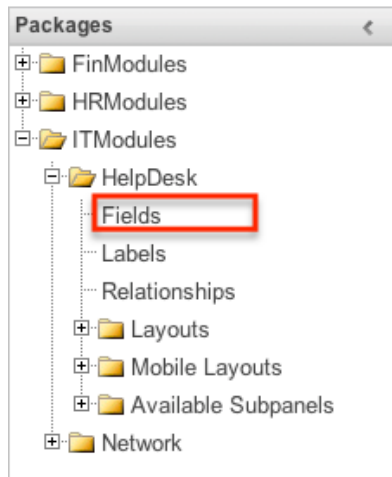 Packages
FinModules
HRModules
ITModules
HelpDesk
Fields
Labels
Relationships
Layouts
Mobile Layouts
Available Subpanels
Network